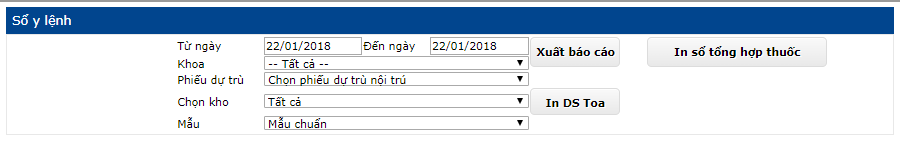 Sổ y lệnh
Từ ngày 22/01/2018 Đến ngày 22/01/2018 Xuất báo cáo In sổ tổng hợp thuốc
Khoa -- Tất cả --
Phiếu dự trù Chọn phiếu dự trù nội trú
Chọn kho Tất cả In DS Toa
Mẫu Mẫu chuẩn